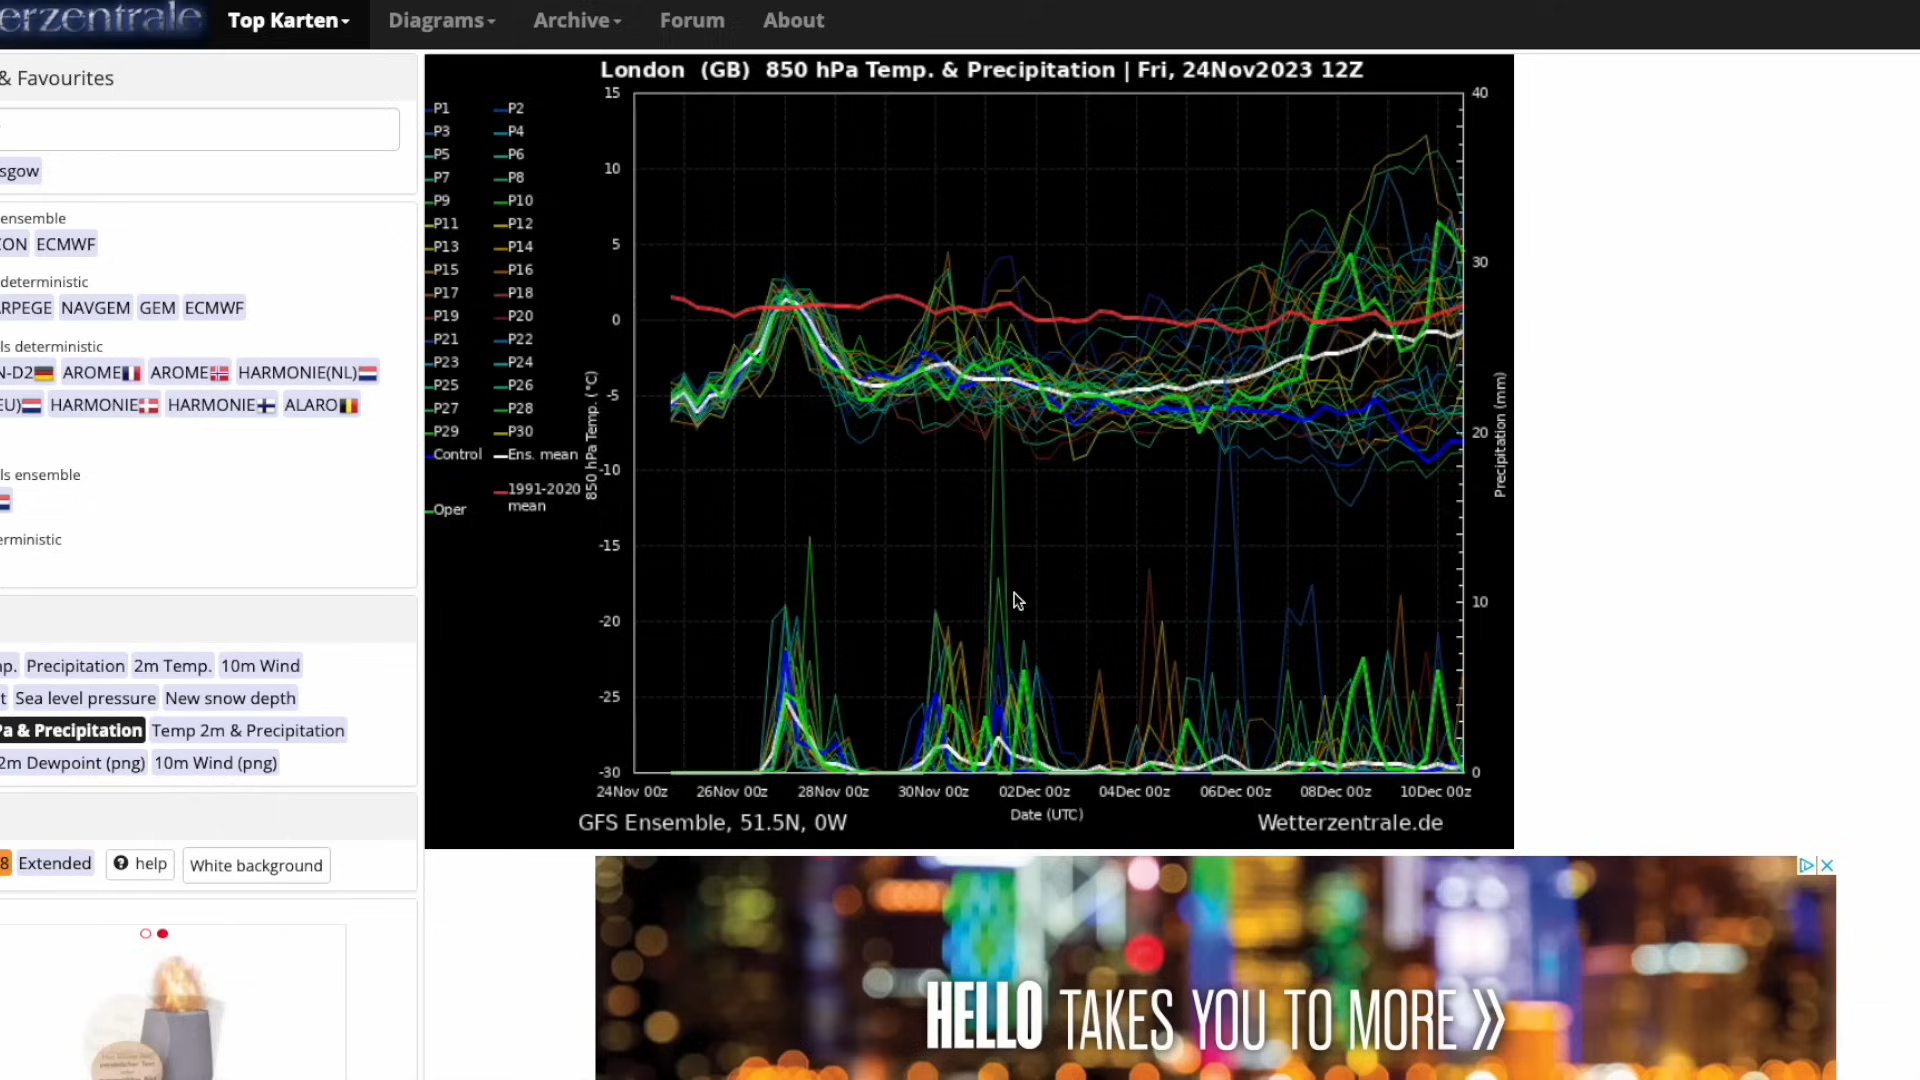 erzentrale Top Karten Diagrams Archive Forum About
& Favourites
sgow
ensemble
CON ECMWF
deterministic
ARPEGE NAVGEM GEM ECMWF
ls deterministic
N-D2 AROME AROME HARMONIE(NL)
EU) HARMONIE HARMONIE ALARO
ls ensemble
erministic
np. Precipitation 2m Temp. 10m Wind
t Sea level pressure New snow depth
Pa & Precipitation Temp 2m & Precipitation
2m Dewpoint (png) 10m Wind (png)
8 Extended help White background
London (GB) 850 hPa Temp. & Precipitation | Fri, 24Nov2023 12Z
P1 P2
P3 P4
P5 P6
P7 P8
P9 P10
P11 P12
P13 P14
P15 P16
P17 P18
P19 P20
P21 P22
P23 P24
P25 P26
P27 P28
P29 P30
Control Ens. mean
1991-2020
mean
Oper
850 hPa Temp. (°C)
15
10
5
0
-5
-10
-15
-20
-25
-30
40
30
20
10
0
Precipitation (mm)
24Nov 00z 26Nov 00z 28Nov 00z 30Nov 00z 02Dec 00z 04Dec 00z 06Dec 00z 08Dec 00z 10Dec 00z
Date (UTC)
GFS Ensemble, 51.5N, 0W Wetterzentrale.de
HELLO TAKES YOU TO MORE